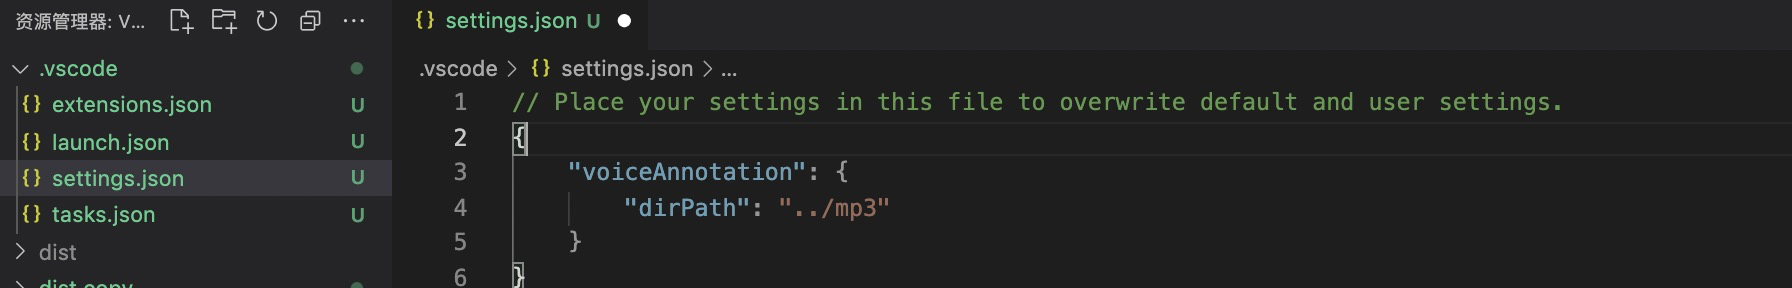 资源管理器: V...
.vscode
{} extensions.json U
{} launch.json U
{} settings.json U
{} tasks.json U
dist
dist copy
{} settings.json U
.vscode > {} settings.json > ...
1 // Place your settings in this file to overwrite default and user settings.
2 {
3 "voiceAnnotation": {
4 "dirPath": "../mp3"
5 }
6 }